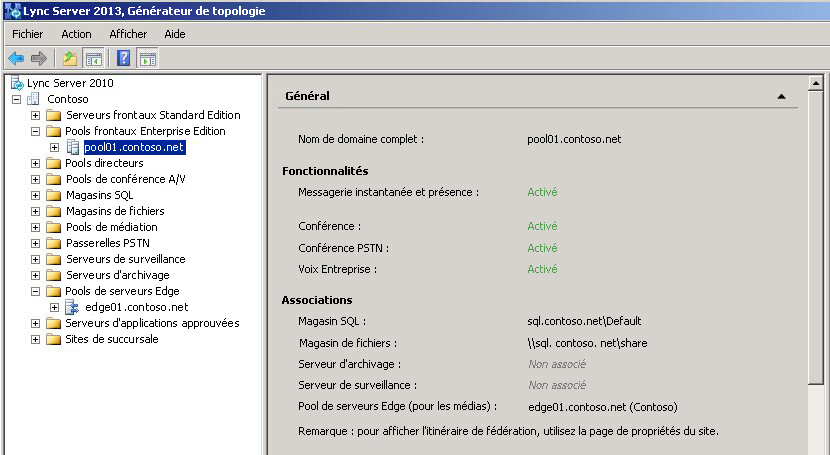 Lync Server 2013, Générateur de topologie
Fichier Action Afficher Aide
Lync Server 2010
Contoso
Serveurs frontaux Standard Edition
Pools frontaux Enterprise Edition
pool01.contoso.net
Pools directeurs
Pools de conférence A/V
Magasins SQL
Magasins de fichiers
Pools de médiation
Passerelles PSTN
Serveurs de surveillance
Serveurs d'archivage
Pools de serveurs Edge
edge01.contoso.net
Serveurs d'applications approuvées
Sites de succursale
Général
Nom de domaine complet : pool01.contoso.net
Fonctionnalités
Messagerie instantanée et présence : Activé
Conférence : Activé
Conférence PSTN : Activé
Voix Entreprise : Activé
Associations
Magasin SQL : sql.contoso.net\Default
Magasin de fichiers : \\sql. contoso. net\share
Serveur d'archivage : Non associé
Serveur de surveillance : Non associé
Pool de serveurs Edge (pour les médias) : edge01.contoso.net (Contoso)
Remarque : pour afficher l'itinéraire de fédération, utilisez la page de propriétés du site.